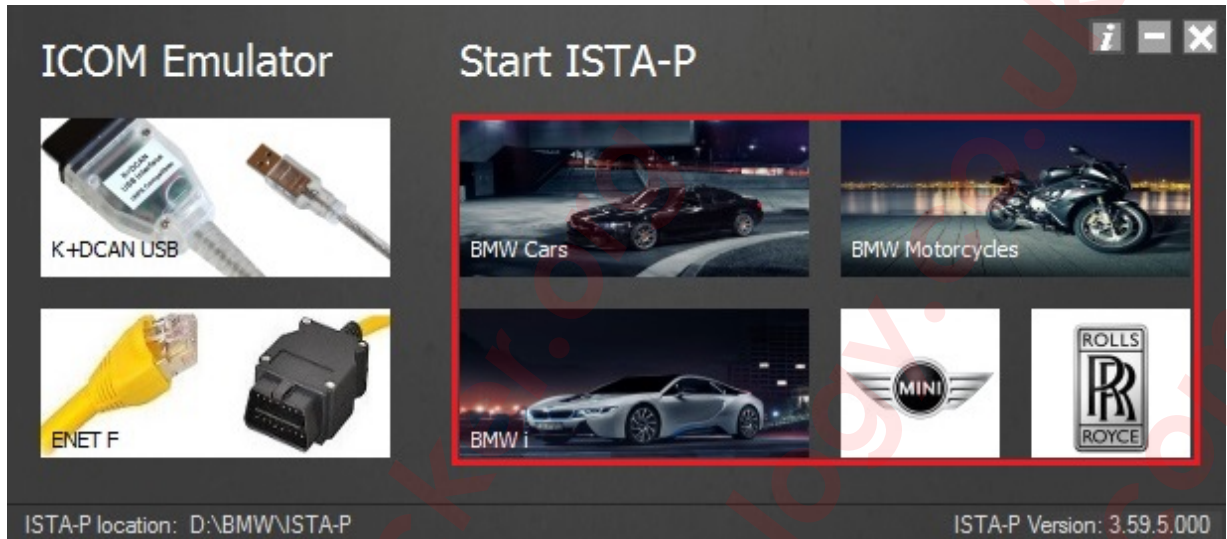 ICOM Emulator
Start ISTA-P
i
K+DCAN USB
BMW Cars
BMW Motorcycles
ENET F
BMW i
MINI
ROLLS
RR
ROYCE
ISTA-P location: D:\BMW\ISTA-P
ISTA-P Version: 3.59.5.000